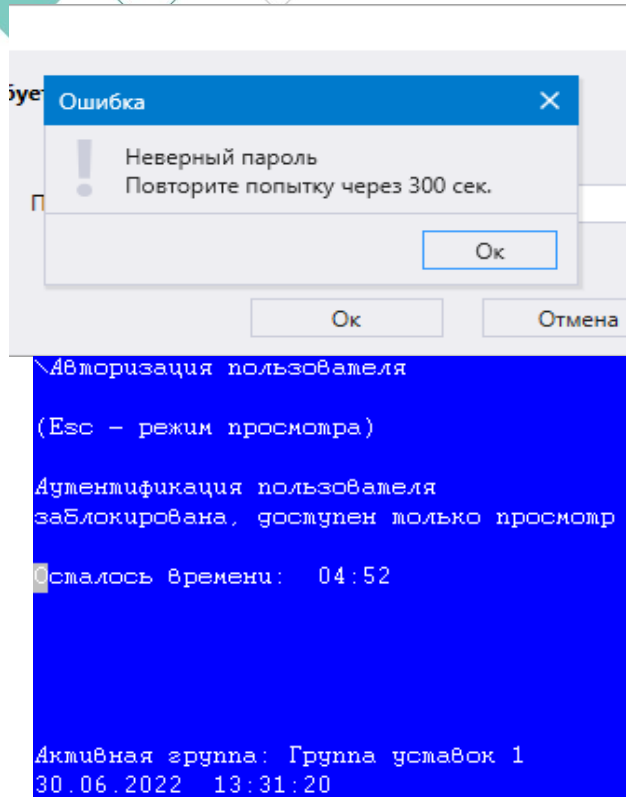 Ошибка
Неверный пароль
Повторите попытку через 300 сек.
Ок
Ок
Отмена
\Авторизация пользователя
(Esc – режим просмотра)
Аутентификация пользователя
заблокирована, доступен только просмотр
Осталось времени: 04:52
Активная группа: Группа уставок 1
30.06.2022 13:31:20